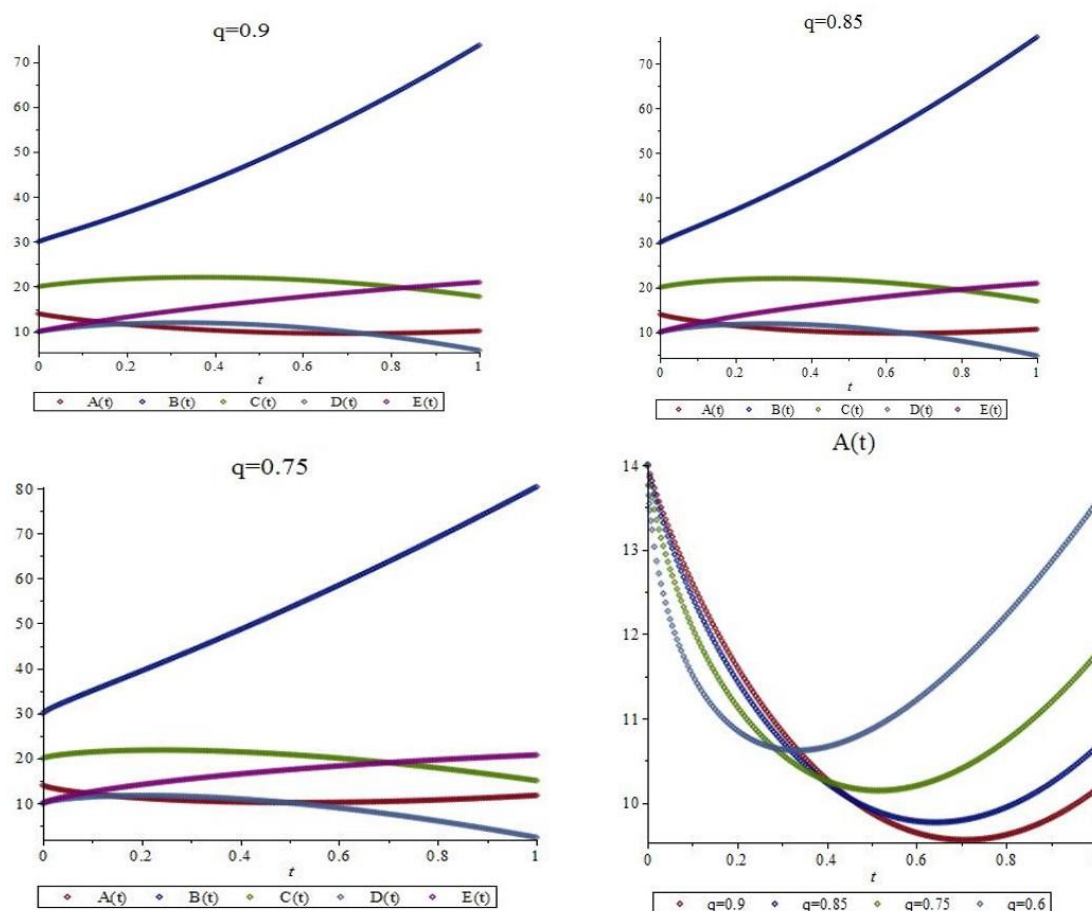 q=0.9
70
60
50
40
30
20
10
0 0.2 0.4 0.6 0.8 1
t
A(t) B(t) C(t) D(t) E(t)
q=0.85
70
60
50
40
30
20
10
0 0.2 0.4 0.6 0.8 1
t
A(t) B(t) C(t) D(t) E(t)
q=0.75
80
70
60
50
40
30
20
10
0 0.2 0.4 0.6 0.8 1
t
A(t) B(t) C(t) D(t) E(t)
A(t)
14
13
12
11
10
0 0.2 0.4 0.6 0.8
t
q=0.9 q=0.85 q=0.75 q=0.6